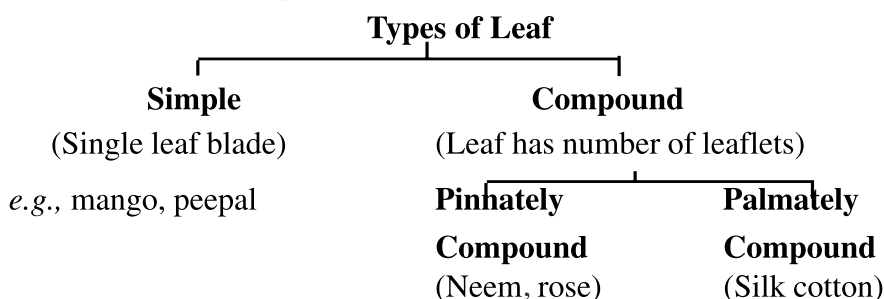 Types of Leaf
Simple Compound
(Single leaf blade) (Leaf has number of leaflets)
e.g., mango, peepal Pinnately Palmately
Compound Compound
(Neem, rose) (Silk cotton)